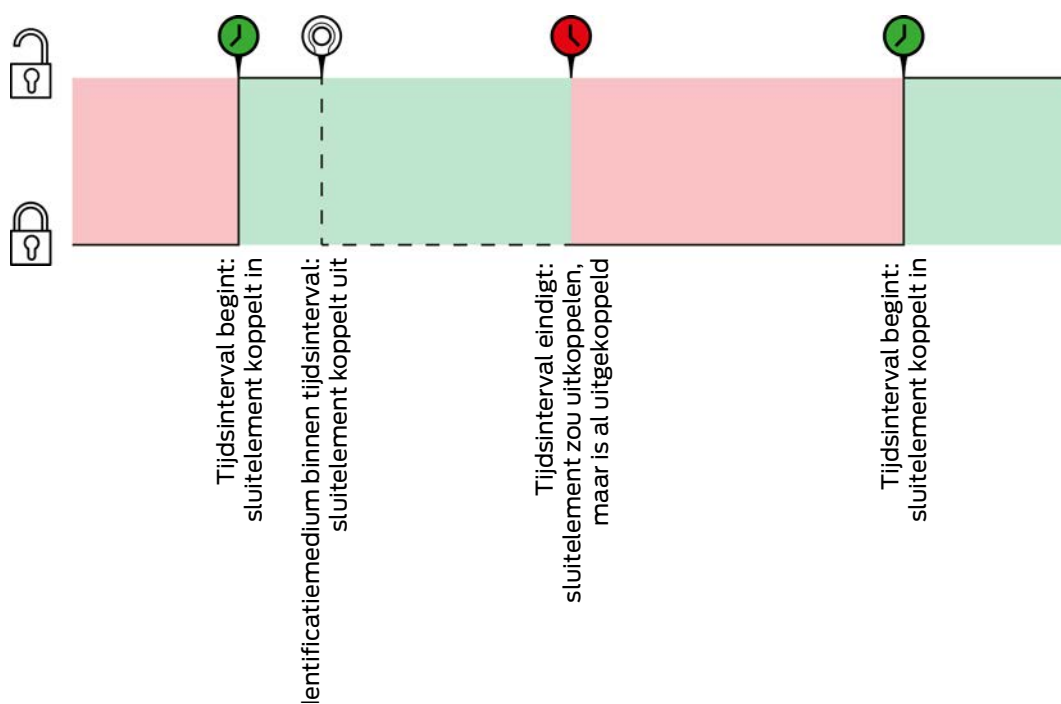 Tijdsinterval begint:
sluitelement koppelt in
Identificatiemedium binnen tijdsinterval:
sluitelement koppelt uit
Tijdsinterval eindigt:
sluitelement zou uitkoppelen,
maar is al uitgekoppeld
Tijdsinterval begint:
sluitelement koppelt in